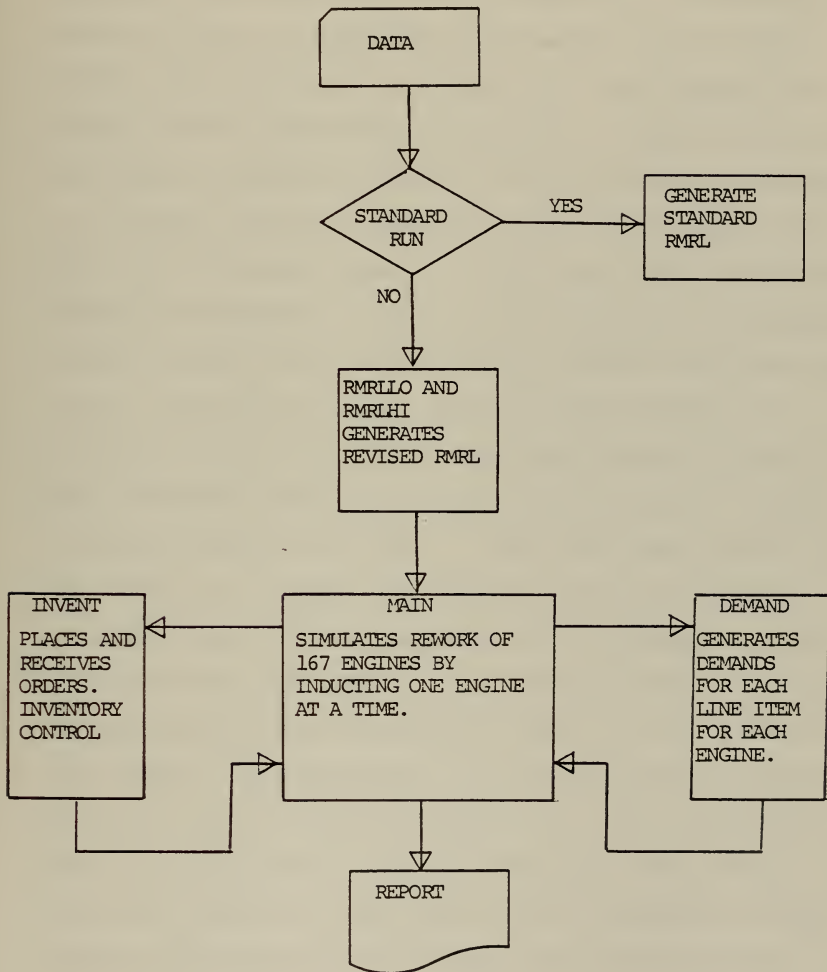 DATA
STANDARD
RUN
YES
GENERATE
STANDARD
RMRL
NO
RMRLLO AND
RMRLHI
GENERATES
REVISED RMRL
INVENT
PLACES AND
RECEIVES
ORDERS.
INVENTORY
CONTROL
MAIN
SIMULATES REWORK OF
167 ENGINES BY
INDUCTING ONE ENGINE
AT A TIME.
DEMAND
GENERATES
DEMANDS
FOR EACH
LINE ITEM
FOR EACH
ENGINE.
REPORT